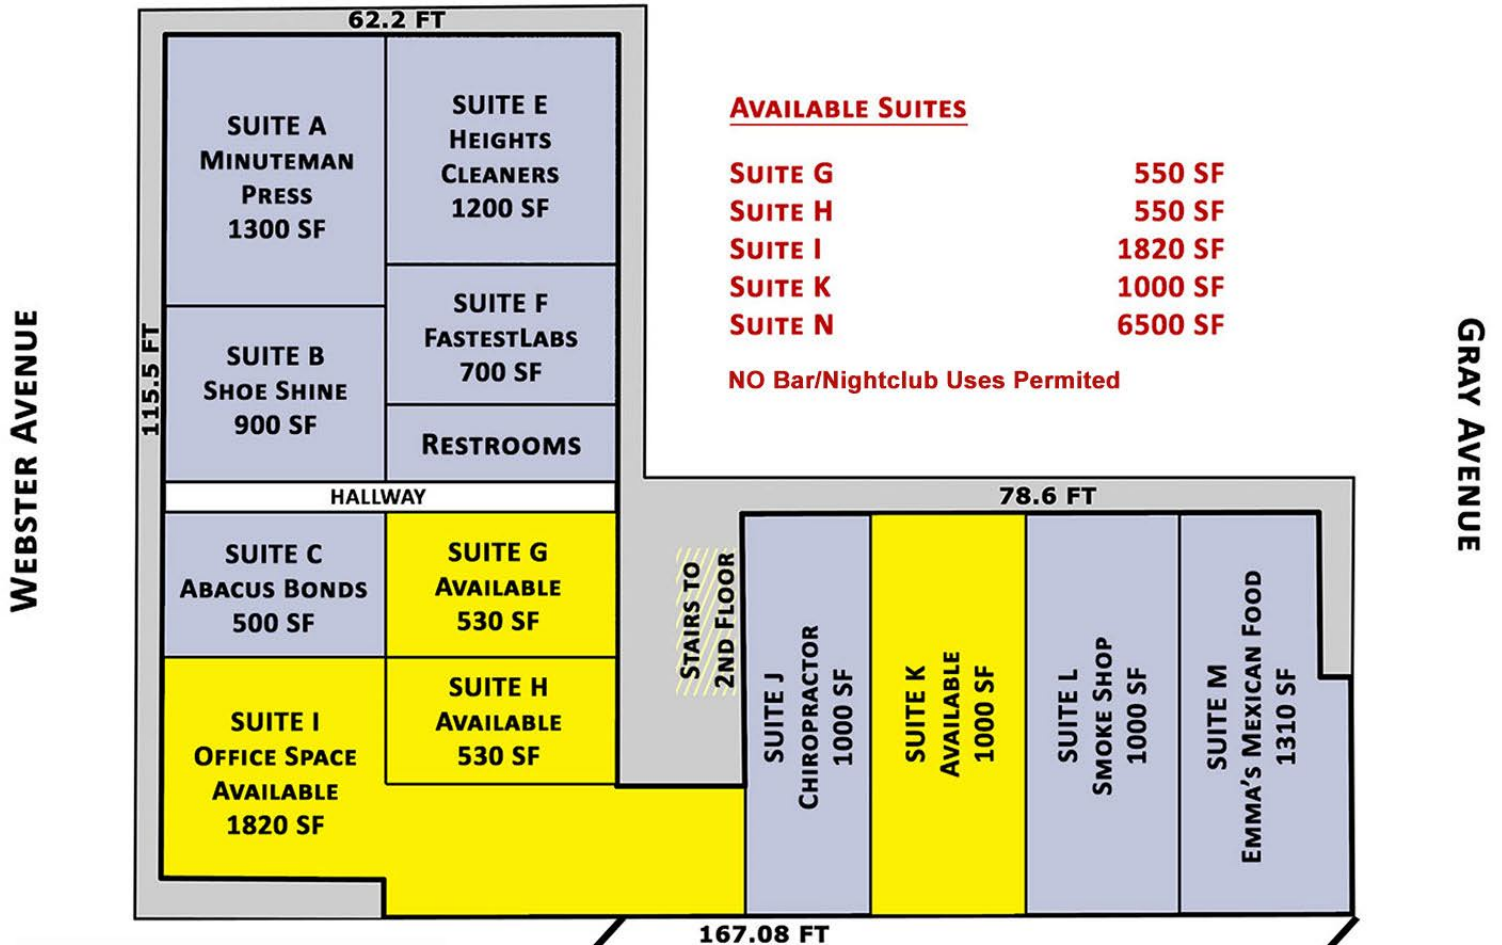 62.2 FT
SUITE A
MINUTEMAN
PRESS
1300 SF
SUITE E
HEIGHTS
CLEANERS
1200 SF
SUITE B
SHOE SHINE
900 SF
SUITE F
FASTESTLABS
700 SF
RESTROOMS
HALLWAY
SUITE C
ABACUS BONDS
500 SF
SUITE G
AVAILABLE
530 SF
SUITE I
OFFICE SPACE
AVAILABLE
1820 SF
SUITE H
AVAILABLE
530 SF
115.5 FT
WEBSTER AVENUE
AVAILABLE SUITES
SUITE G 550 SF
SUITE H 550 SF
SUITE I 1820 SF
SUITE K 1000 SF
SUITE N 6500 SF
NO Bar/Nightclub Uses Permited
GRAY AVENUE
78.6 FT
STAIRS TO
2ND FLOOR
SUITE J
CHIROPRACTOR
1000 SF
SUITE K
AVAILABLE
1000 SF
SUITE L
SMOKE SHOP
1000 SF
SUITE M
EMMA'S MEXICAN FOOD
1310 SF
167.08 FT